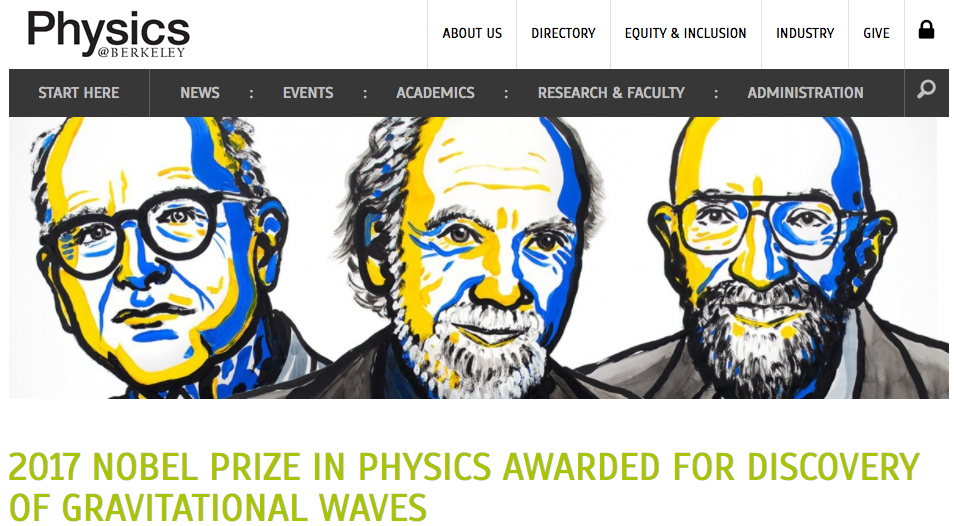 Physics
@BERKELEY
ABOUT US
DIRECTORY
EQUITY & INCLUSION
INDUSTRY
GIVE
START HERE
NEWS : EVENTS : ACADEMICS : RESEARCH & FACULTY : ADMINISTRATION
2017 NOBEL PRIZE IN PHYSICS AWARDED FOR DISCOVERY
OF GRAVITATIONAL WAVES